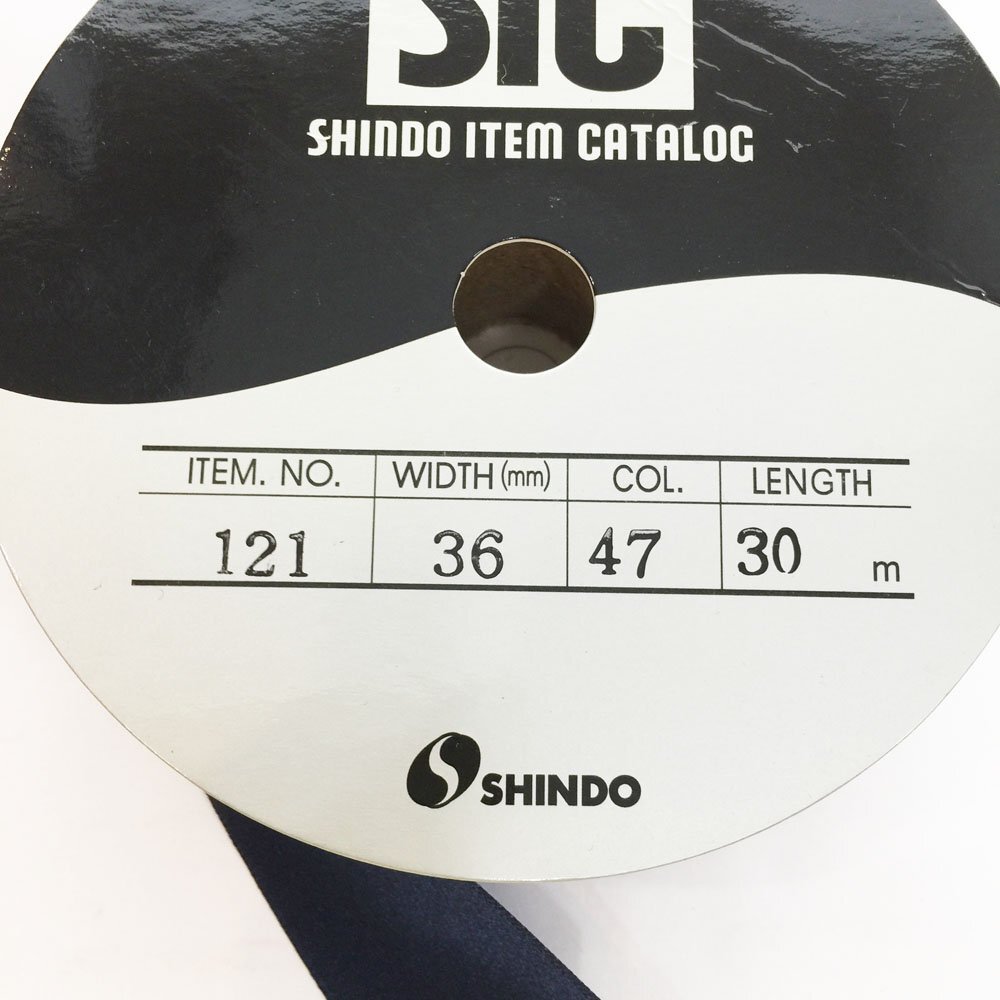 SIC
SHINDO ITEM CATALOG
ITEM. NO. WIDTH (mm) COL. LENGTH
121 36 47 30 m
SHINDO